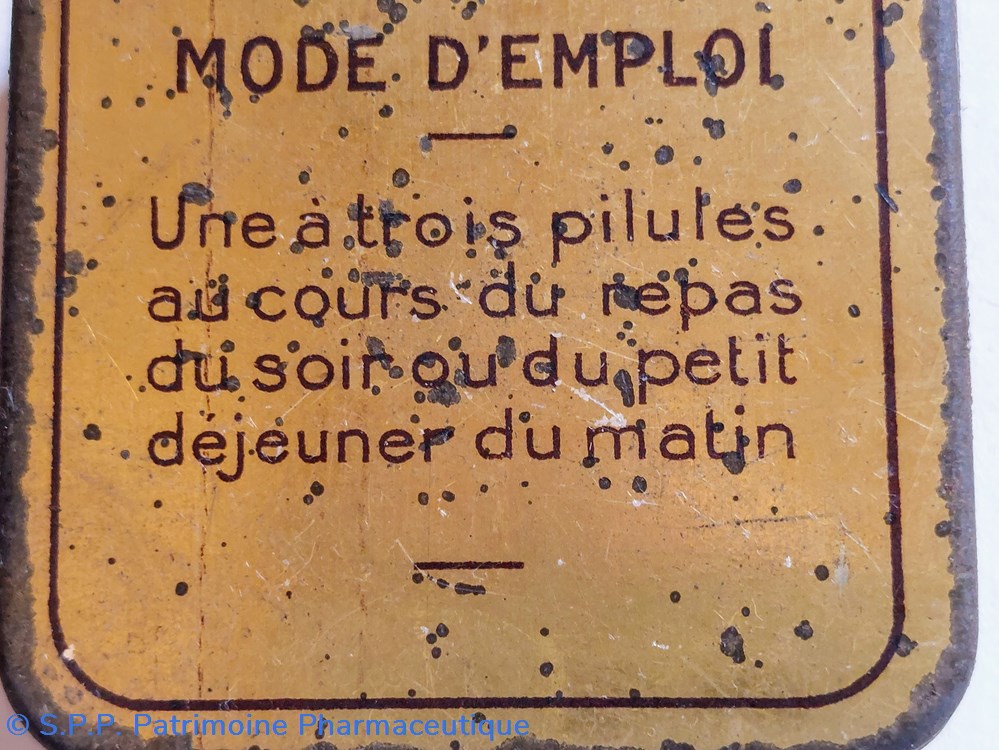 MODE D'EMPLOI
Une à trois pilules
au cours du repas
du soir ou du petit
déjeuner du matin
© S.P.P. Patrimoine Pharmaceutique